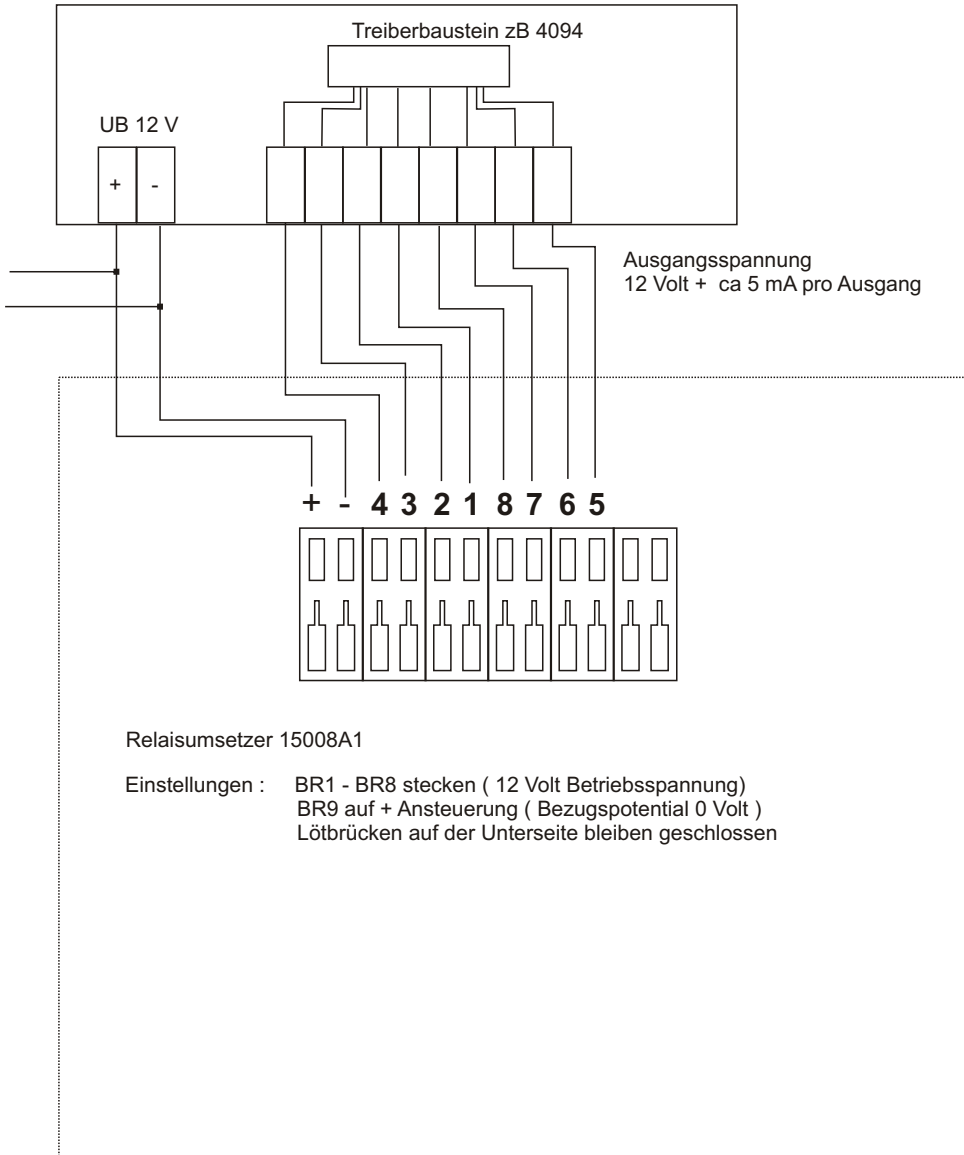 Treiberbaustein zB 4094
UB 12 V
+ -
Ausgangsspannung
12 Volt + ca 5 mA pro Ausgang
+ - 4 3 2 1 8 7 6 5
Relaisumsetzer 15008A1
Einstellungen : BR1 - BR8 stecken ( 12 Volt Betriebsspannung)
BR9 auf + Ansteuerung ( Bezugspotential 0 Volt )
Lötbrücken auf der Unterseite bleiben geschlossen